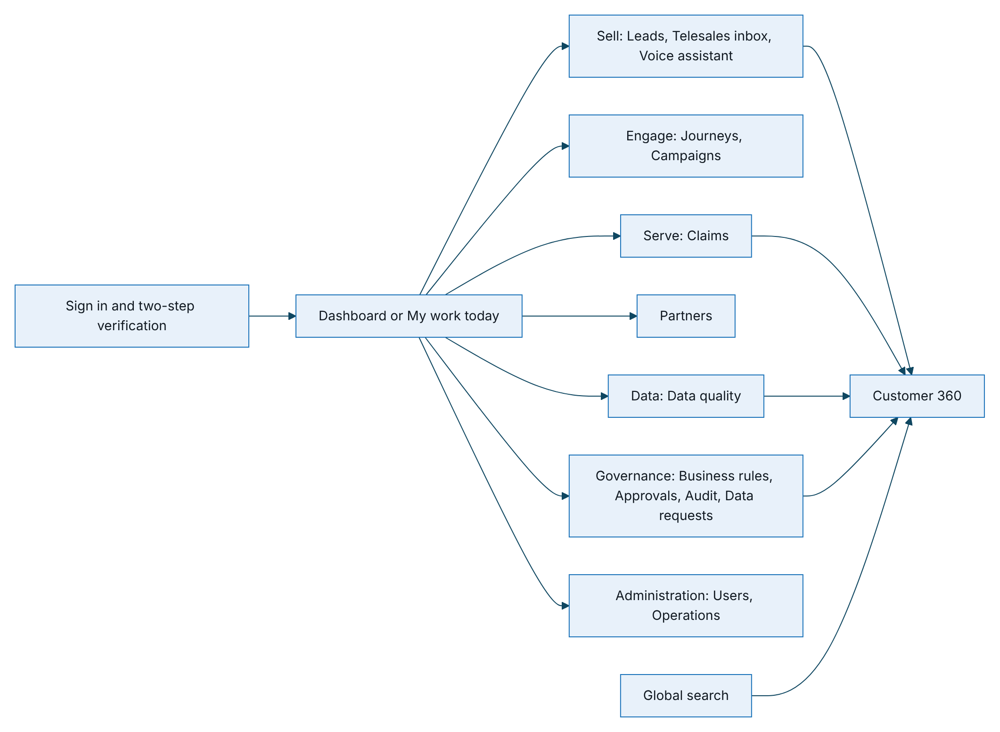 Sign in and two-step
verification
Dashboard or My work today
Sell: Leads, Telesales inbox,
Voice assistant
Engage: Journeys,
Campaigns
Serve: Claims
Partners
Data: Data quality
Governance: Business rules,
Approvals, Audit, Data
requests
Administration: Users,
Operations
Global search
Customer 360